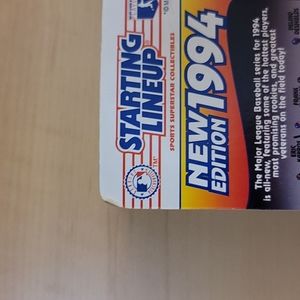 STARTING
LINEUP
SPORTS SUPERSTAR COLLECTIBLES
TM
NEW 1994
EDITION
The Major League Baseball series for 1994
is all-new, featuring some of the hottest players,
most promising rookies, and greatest
veterans on the field today!